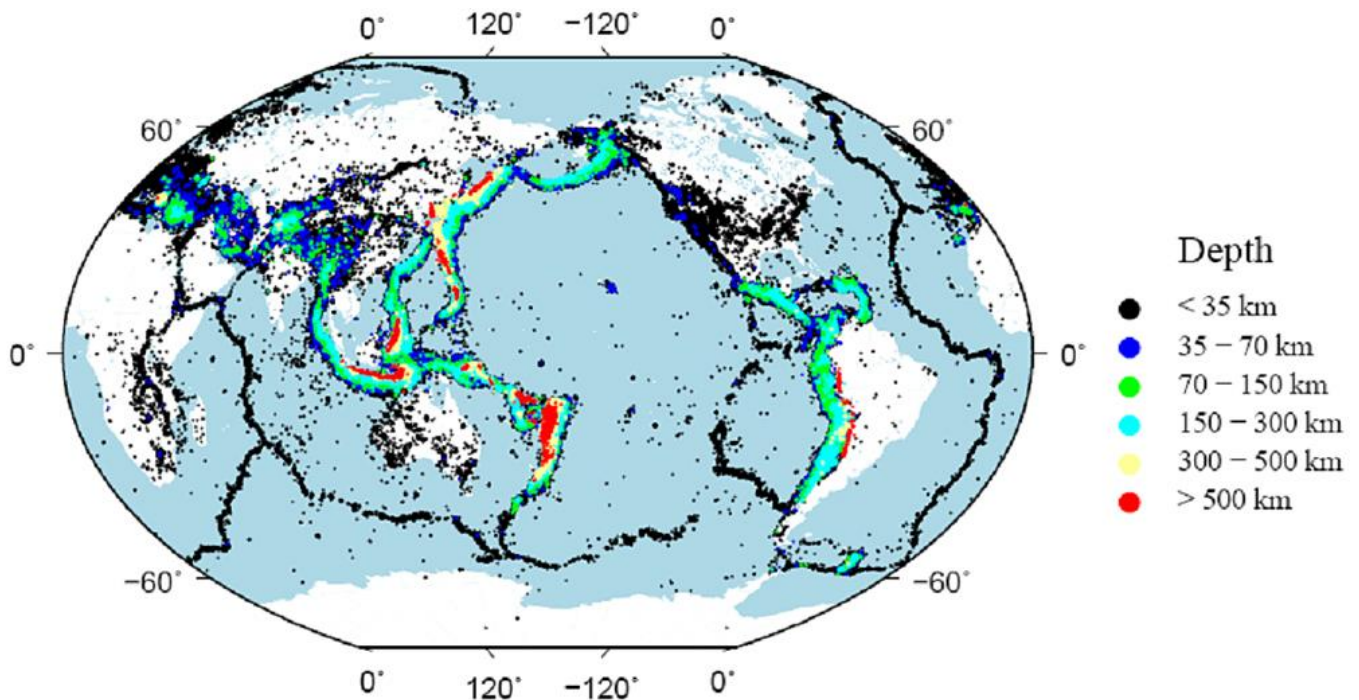 0° 120° −120° 0°
60° 60°
0° 0°
−60° −60°
0° 120° −120° 0°
Depth
< 35 km
35 − 70 km
70 − 150 km
150 − 300 km
300 − 500 km
> 500 km